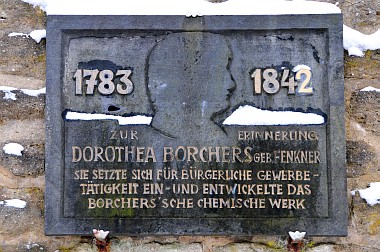 1783 1842
ZUR ERINNERUNG
DOROTHEA BORCHERS GEB. FENKNER
SIE SETZTE SICH FÜR BÜRGLERLICHE GEWERBE-
TÄTIGKEIT EIN- UND ENTWICKELTE DAS
BORCHERS'SCHE CHEMISCHE WERK